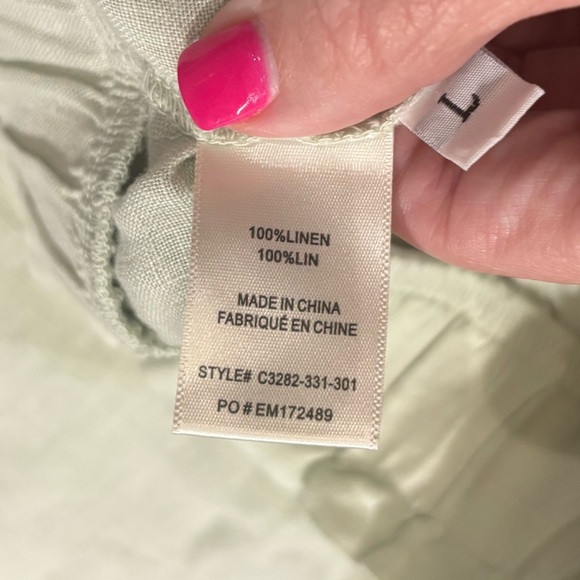 L
100%LINEN
100%LIN
MADE IN CHINA
FABRIQUÉ EN CHINE
STYLE# C3282-331-301
PO # EM172489